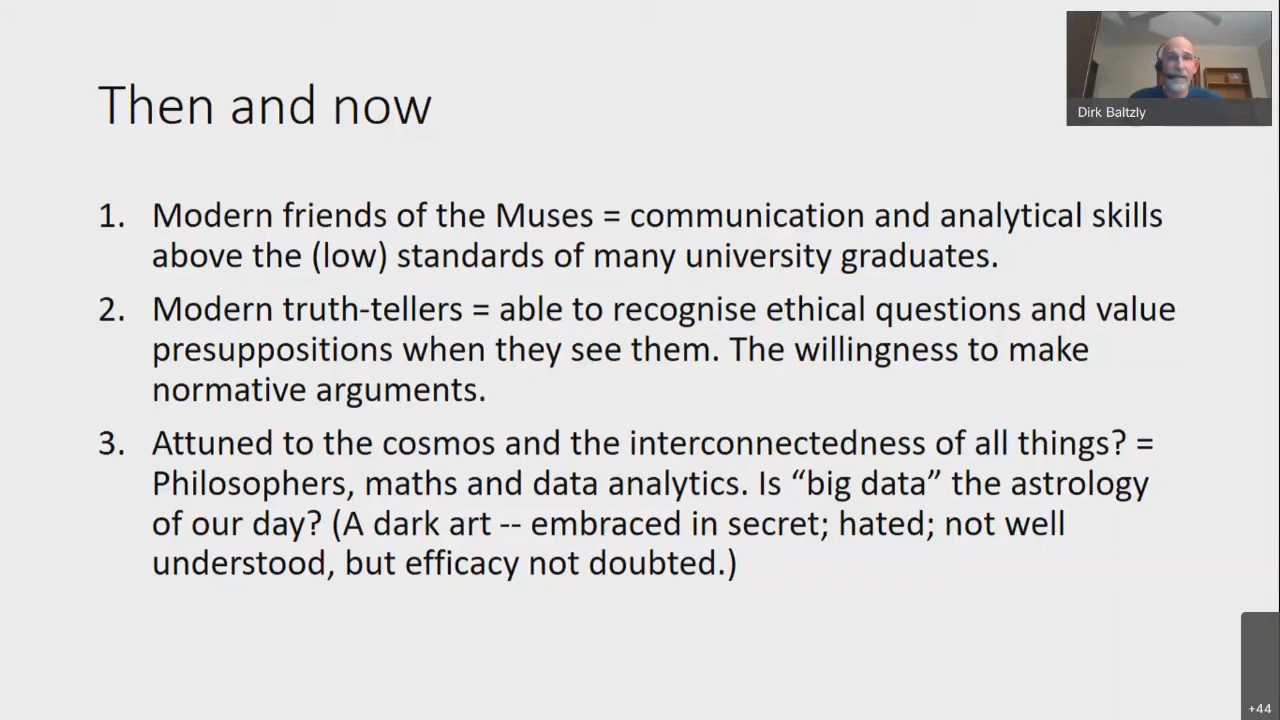 Then and now
Dirk Baltzly
1. Modern friends of the Muses = communication and analytical skills
above the (low) standards of many university graduates.
2. Modern truth-tellers = able to recognise ethical questions and value
presuppositions when they see them. The willingness to make
normative arguments.
3. Attuned to the cosmos and the interconnectedness of all things? =
Philosophers, maths and data analytics. Is “big data” the astrology
of our day? (A dark art -- embraced in secret; hated; not well
understood, but efficacy not doubted.)
+44